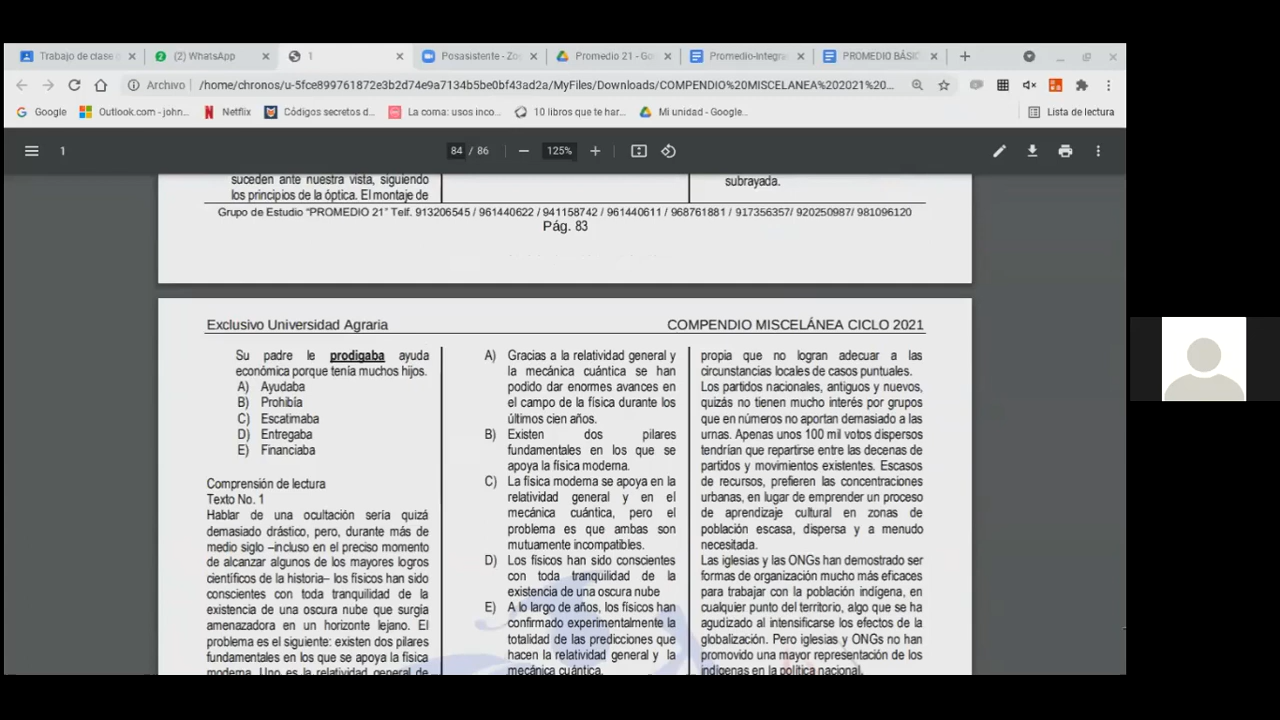 Trabajo de clase
(2) WhatsApp
1
Posasistente - Zo
Promedio 21 - Go
Promedio-Integra
PROMEDIO BÁSIC
Archivo
/home/chronos/u-5fce899761872e3b2d74e9a7134b5be0bf43ad2a/MyFiles/Downloads/COMPENDIO%20MISCELANEA%202021%20...
Google
Outlook.com - john...
Netflix
Códigos secretos d...
La coma: usos inco...
10 libros que te har...
Mi unidad - Google...
Lista de lectura
1
84 / 86
125%
suceden ante nuestra vista, siguiendo
los principios de la óptica. El montaje de
subrayada.
Grupo de Estudio “PROMEDIO 21” Telf. 913206545 / 961440622 / 941158742 / 961440611 / 968761881 / 917356357/ 920250987/ 981096120
Pág. 83
Exclusivo Universidad Agraria
COMPENDIO MISCELÁNEA CICLO 2021
Su padre le prodigaba ayuda
económica porque tenía muchos hijos.
A) Ayudaba
B) Prohibía
C) Escatimaba
D) Entregaba
E) Financiaba
Comprensión de lectura
Texto No. 1
Hablar de una ocultación sería quizá
demasiado drástico, pero, durante más de
medio siglo –incluso en el preciso momento
de alcanzar algunos de los mayores logros
científicos de la historia– los físicos han sido
conscientes con toda tranquilidad de la
existencia de una oscura nube que surgía
amenazadora en un horizonte lejano. El
problema es el siguiente: existen dos pilares
fundamentales en los que se apoya la física
moderna. Uno es la relatividad general de
A) Gracias a la relatividad general y
la mecánica cuántica se han
podido dar enormes avances en
el campo de la física durante los
últimos cien años.
B) Existen dos pilares
fundamentales en los que se
apoya la física moderna.
C) La física moderna se apoya en la
relatividad general y en el
mecánica cuántica, pero el
problema es que ambas son
mutuamente incompatibles.
D) Los físicos han sido conscientes
con toda tranquilidad de la
existencia de una oscura nube
E) A lo largo de años, los físicos han
confirmado experimentalmente la
totalidad de las predicciones que
hacen la relatividad general y la
mecánica cuántica.
propia que no logran adecuar a las
circunstancias locales de casos puntuales.
Los partidos nacionales, antiguos y nuevos,
quizás no tienen mucho interés por grupos
que en números no aportan demasiado a las
urnas. Apenas unos 100 mil votos dispersos
tendrían que repartirse entre las decenas de
partidos y movimientos existentes. Escasos
de recursos, prefieren las concentraciones
urbanas, en lugar de emprender un proceso
de aprendizaje cultural en zonas de
población escasa, dispersa y a menudo
necesitada.
Las iglesias y las ONGs han demostrado ser
formas de organización mucho más eficaces
para trabajar con la población indígena, en
cualquier punto del territorio, algo que se ha
agudizado al intensificarse los efectos de la
globalización. Pero iglesias y ONGs no han
promovido una mayor representación de los
indígenas en la política nacional.